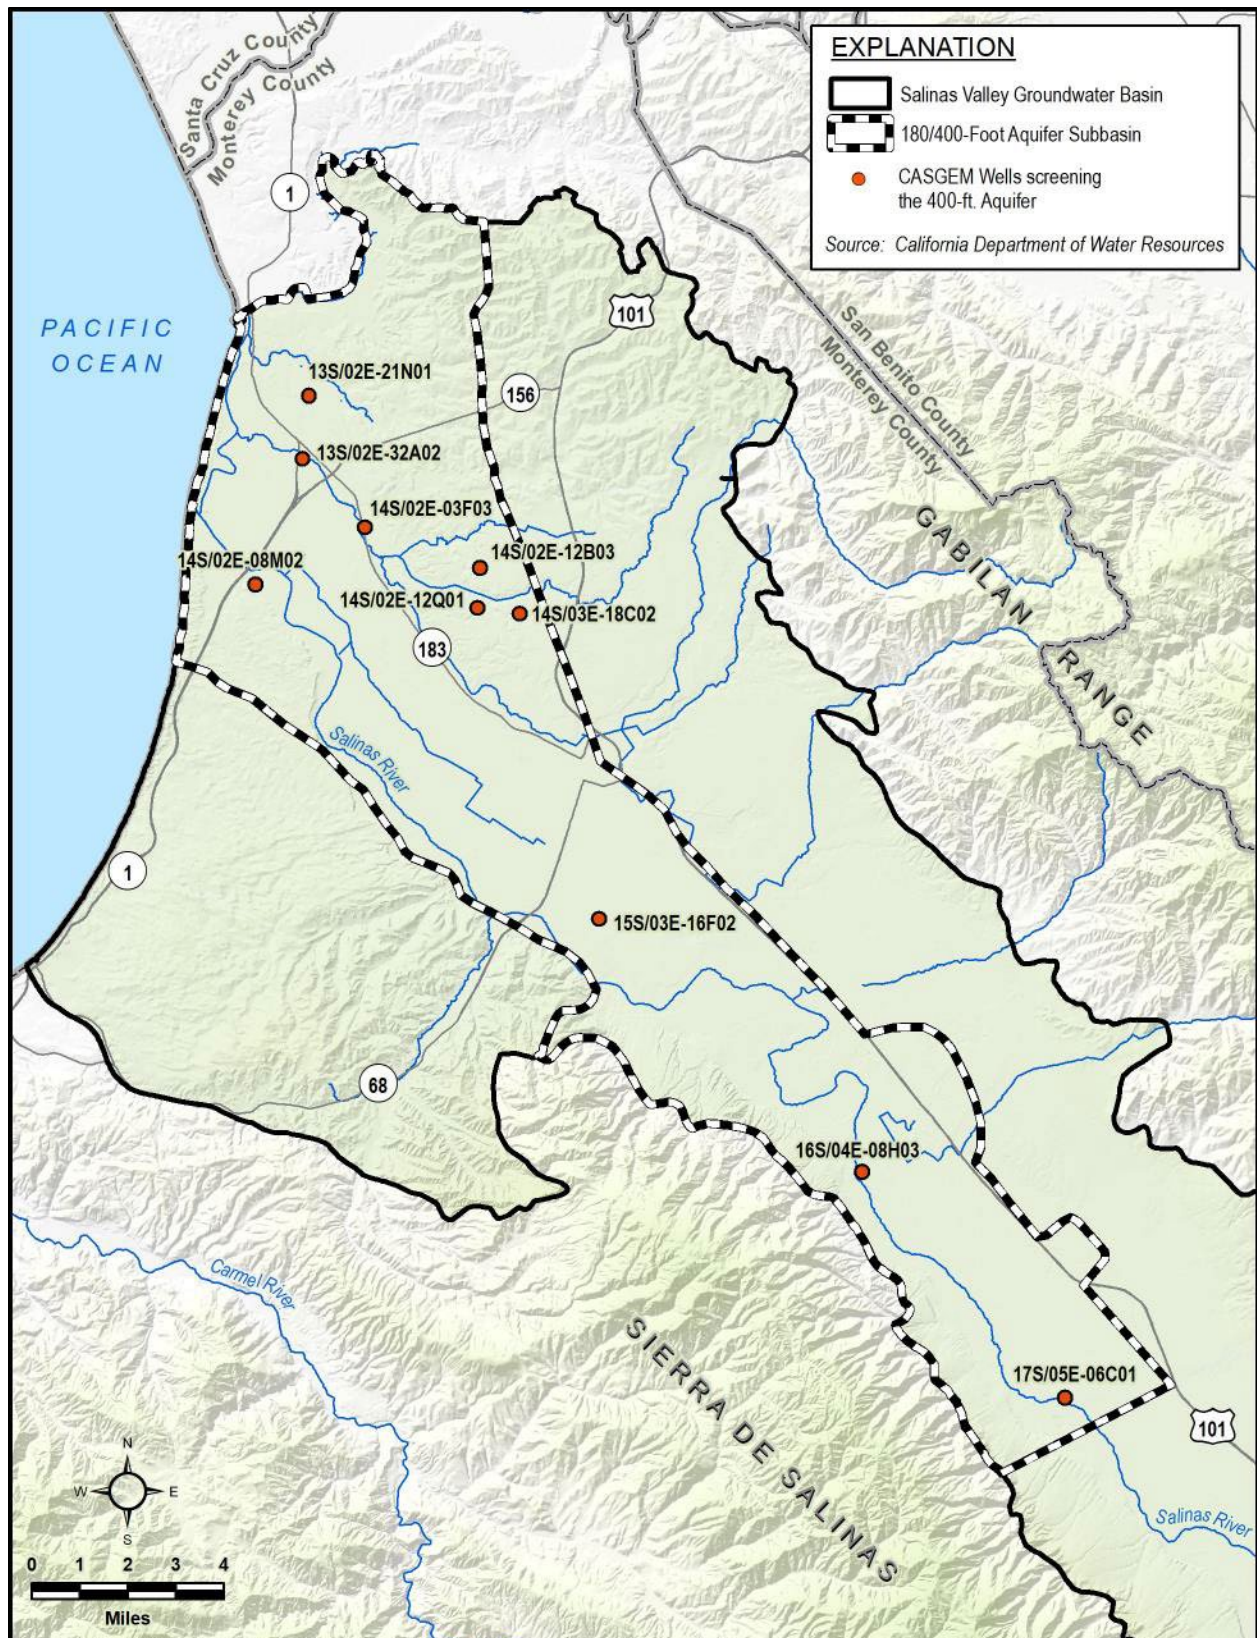 EXPLANATION
Salinas Valley Groundwater Basin
180/400-Foot Aquifer Subbasin
CASGEM Wells screening
the 400-ft. Aquifer
Source: California Department of Water Resources
Santa Cruz County
Monterey County
1
PACIFIC
OCEAN
101
San Benito County
Monterey County
13S/02E-21N01
156
13S/02E-32A02
14S/02E-03F03
GABILAN
RANGE
14S/02E-08M02
14S/02E-12B03
14S/02E-12Q01
14S/03E-18C02
183
Salinas River
1
15S/03E-16F02
68
16S/04E-08H03
Carmel River
SIERRA DE SALINAS
17S/05E-06C01
101
Salinas River
N
W
E
S
0 1 2 3 4
Miles